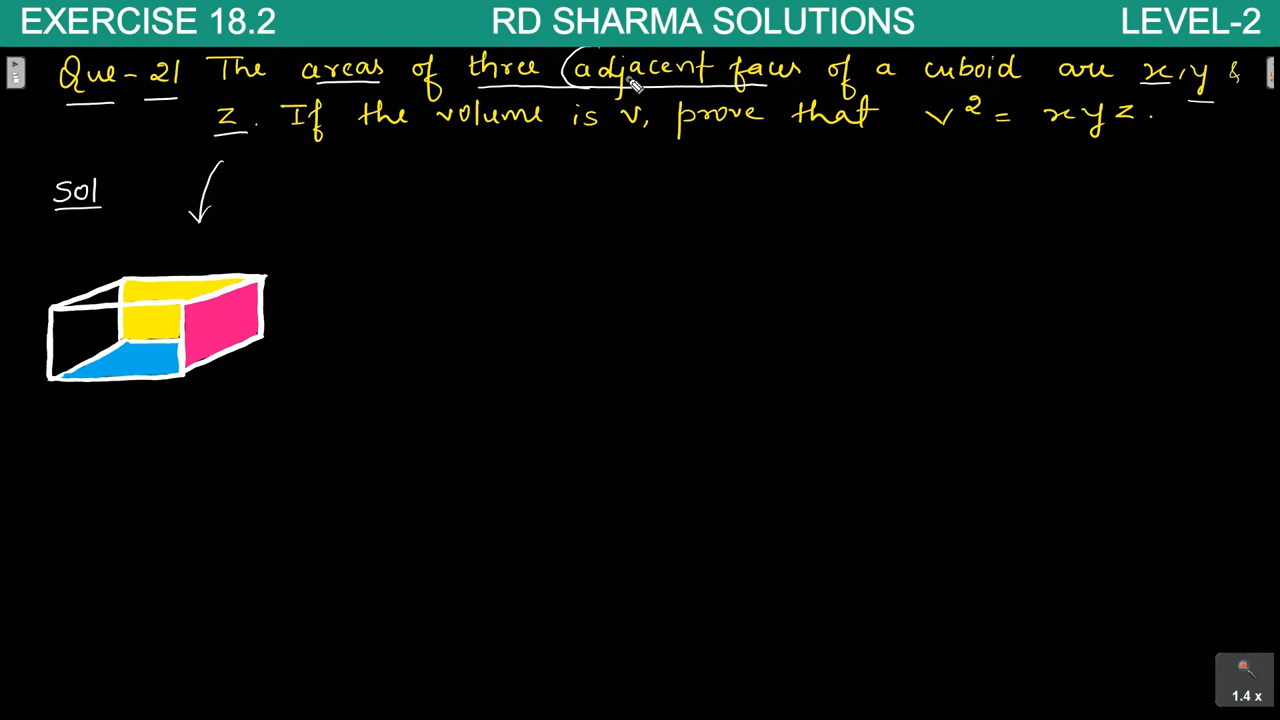 EXERCISE 18.2 RD SHARMA SOLUTIONS LEVEL-2
Que-21 The areas of three (adjacent faces of a cuboid are x, y &
z. If the volume is v, prove that v² = xyz.
Sol
1.4 x